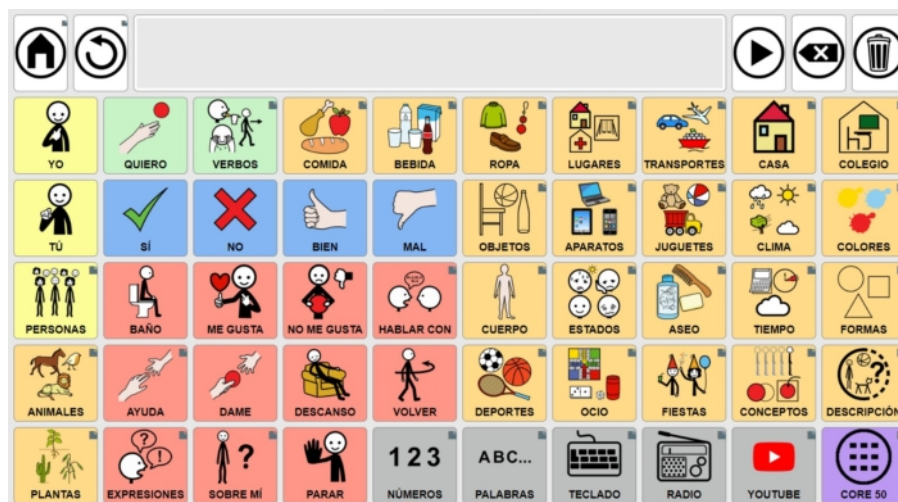 YO QUIERO VERBOS COMIDA BEBIDA ROPA LUGARES TRANSPORTES CASA COLEGIO
TÚ SÍ NO BIEN MAL OBJETOS APARATOS JUGUETES CLIMA COLORES
PERSONAS BAÑO ME GUSTA NO ME GUSTA HABLAR CON CUERPO ESTADOS ASEO TIEMPO FORMAS
ANIMALES AYUDA DAME DESCANSO VOLVER DEPORTES OCIO FIESTAS CONCEPTOS DESCRIPCIÓN
1 2 3 ABC...
PLANTAS EXPRESIONES SOBRE MÍ PARAR NÚMEROS PALABRAS TECLADO RADIO YOUTUBE CORE 50